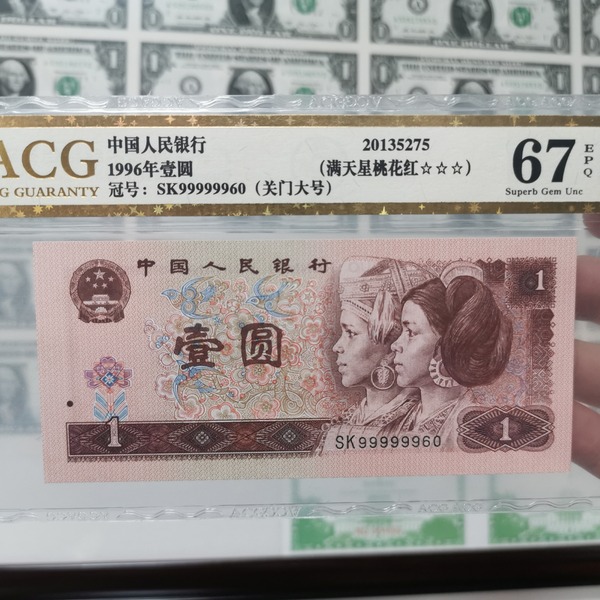 ACG
NG GUARANTY
中国人民银行
1996年壹圆
冠号：SK99999960（关门大号）
20135275
（满天星桃花红☆☆☆）
67
EPQ
Superb Gem Unc
中国人民银行
1
壹圆
1
SK99999960
1